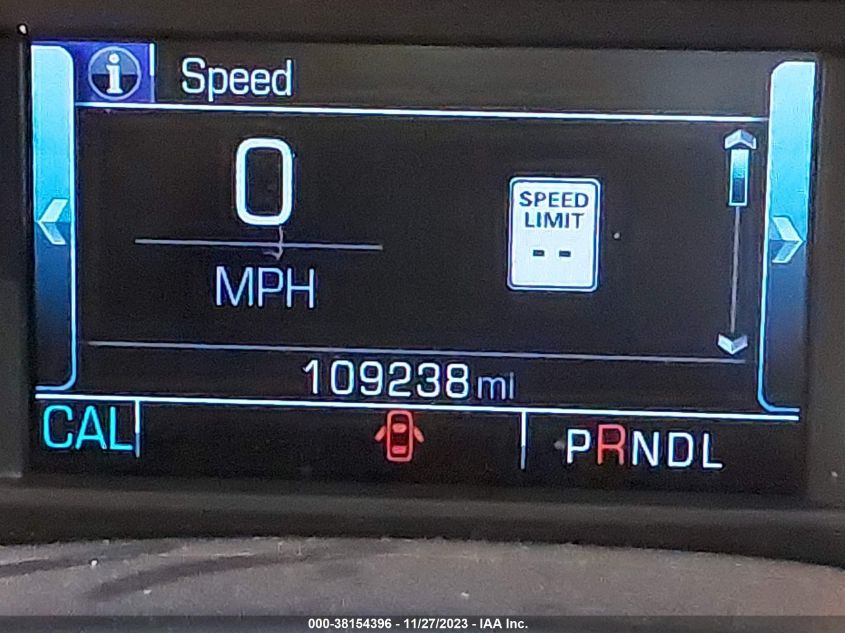 i Speed
0
MPH
SPEED
LIMIT
--
109238 mi
CAL
PRNDL
000-38154396 - 11/27/2023 - IAA Inc.